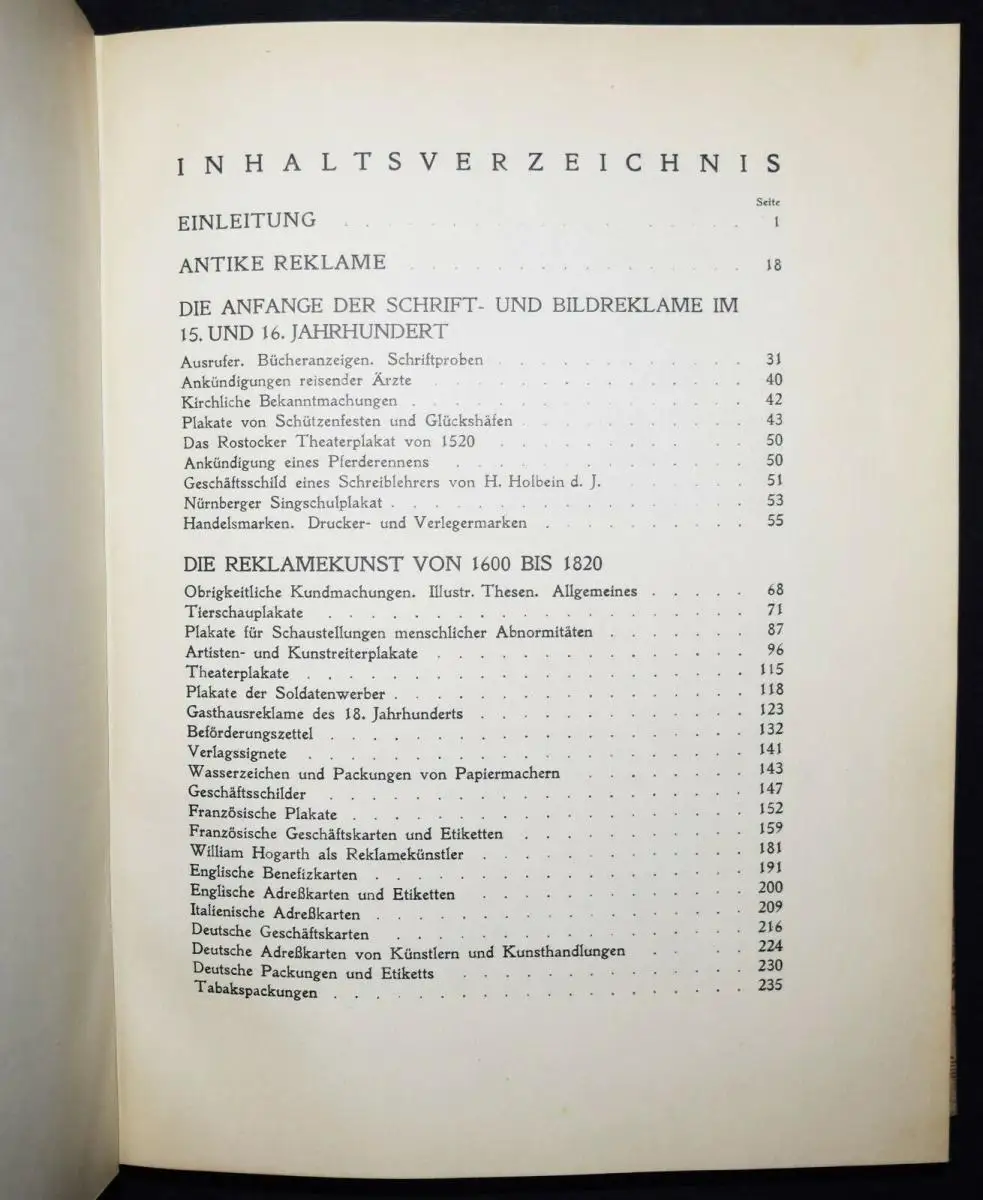 INHALTSVERZEICHNIS
Seite
EINLEITUNG . . . . . . . . . . . . . . . 1
ANTIKE REKLAME . . . . . . . . . . . . . 18
DIE ANFANGE DER SCHRIFT- UND BILDREKLAME IM
15. UND 16. JAHRHUNDERT
Ausrufer. Bücheranzeigen. Schriftproben . . . . . . . . . . 31
Ankündigungen reisender Ärzte . . . . . . . . . . . . . 40
Kirchliche Bekanntmachungen . . . . . . . . . . . . . . 42
Plakate von Schützenfesten und Glückshäfen . . . . . . . . . 43
Das Rostocker Theaterplakat von 1520 . . . . . . . . . . 50
Ankündigung eines Pferderennens . . . . . . . . . . . . 50
Geschäftsschild eines Schreiblehrers von H. Holbein d. J. . . . . . . 51
Nürnberger Singschulplakat . . . . . . . . . . . . . . 53
Handelsmarken. Drucker- und Verlegermarken . . . . . . . . . 55
DIE REKLAMEKUNST VON 1600 BIS 1820
Obrigkeitliche Kundmachungen. Illustr. Thesen. Allgemeines . . . . . 68
Tierschauplakate . . . . . . . . . . . . . . . . . 71
Plakate für Schaustellungen menschlicher Abnormitäten . . . . . . . 87
Artisten- und Kunstreiterplakate . . . . . . . . . . . . . 96
Theaterplakate . . . . . . . . . . . . . . . . . . 115
Plakate der Soldatenwerber . . . . . . . . . . . . . . . 118
Gasthausreklame des 18. Jahrhunderts . . . . . . . . . . . . 123
Beförderungszettel . . . . . . . . . . . . . . . . . 132
Verlagssignete . . . . . . . . . . . . . . . . . . 141
Wasserzeichen und Packungen von Papiermachern . . . . . . . . 143
Geschäftsschilder . . . . . . . . . . . . . . . . . 147
Französische Plakate . . . . . . . . . . . . . . . . 152
Französische Geschäftskarten und Etiketten . . . . . . . . . . 159
William Hogarth als Reklamekünstler . . . . . . . . . . . . 181
Englische Benefizkarten . . . . . . . . . . . . . . . . 191
Englische Adreßkarten und Etiketten . . . . . . . . . . . . 200
Italienische Adreßkarten . . . . . . . . . . . . . . . . 209
Deutsche Geschäftskarten . . . . . . . . . . . . . . . 216
Deutsche Adreßkarten von Künstlern und Kunsthandlungen . . . . 224
Deutsche Packungen und Etiketts . . . . . . . . . . . . 230
Tabakspackungen . . . . . . . . . . . . . . . . . . 235